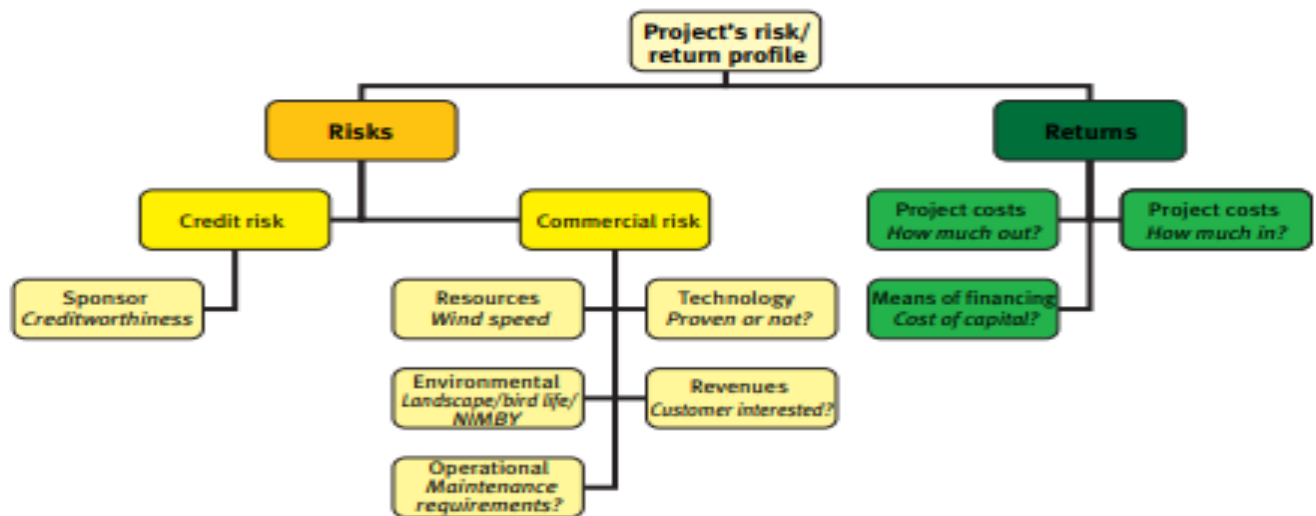 Project's risk/
return profile
Risks
Returns
Credit risk
Commercial risk
Project costs
How much out?
Project costs
How much in?
Sponsor
Creditworthiness
Resources
Wind speed
Technology
Proven or not?
Means of financing
Cost of capital?
Environmental
Landscape/bird life/
NIMBY
Revenues
Customer interested?
Operational
Maintenance
requirements?